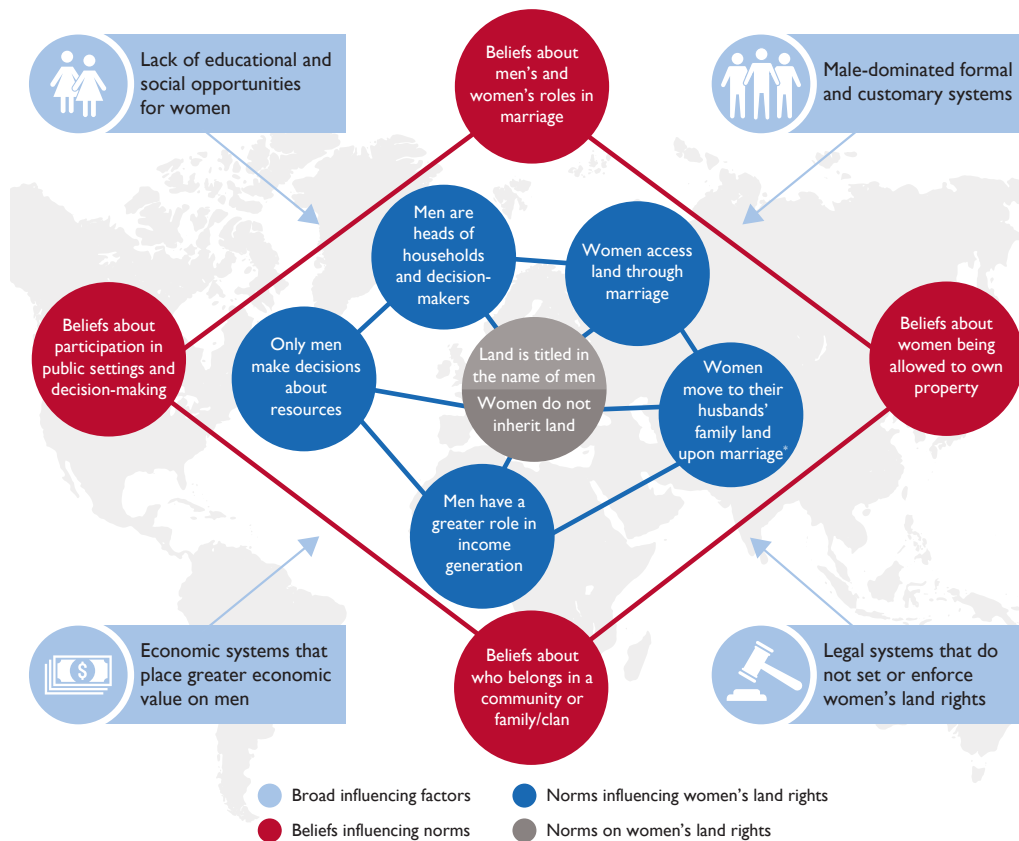 Lack of educational and
social opportunities
for women
Beliefs about
men's and
women's roles in
marriage
Male-dominated formal
and customary systems
Men are
heads of
households
and decision-
makers
Women access
land through
marriage
Beliefs about
participation in
public settings and
decision-making
Only men
make decisions
about
resources
Land is titled in
the name of men
Women do not
inherit land
Women
move to their
husbands'
family land
upon marriage*
Beliefs about
women being
allowed to own
property
Men have a
greater role in
income
generation
Economic systems that
place greater economic
value on men
$
Beliefs about
who belongs in a
community or
family/clan
Legal systems that do
not set or enforce
women's land rights
Broad influencing factors
Norms influencing women's land rights
Beliefs influencing norms
Norms on women's land rights